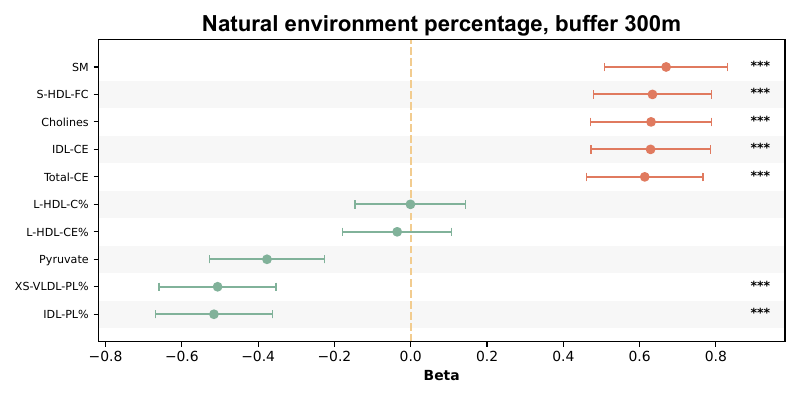 Natural environment percentage, buffer 300m
SM ***
S-HDL-FC ***
Cholines ***
IDL-CE ***
Total-CE ***
L-HDL-C%
L-HDL-CE%
Pyruvate
XS-VLDL-PL% ***
IDL-PL% ***
−0.8 −0.6 −0.4 −0.2 0.0 0.2 0.4 0.6 0.8
Beta